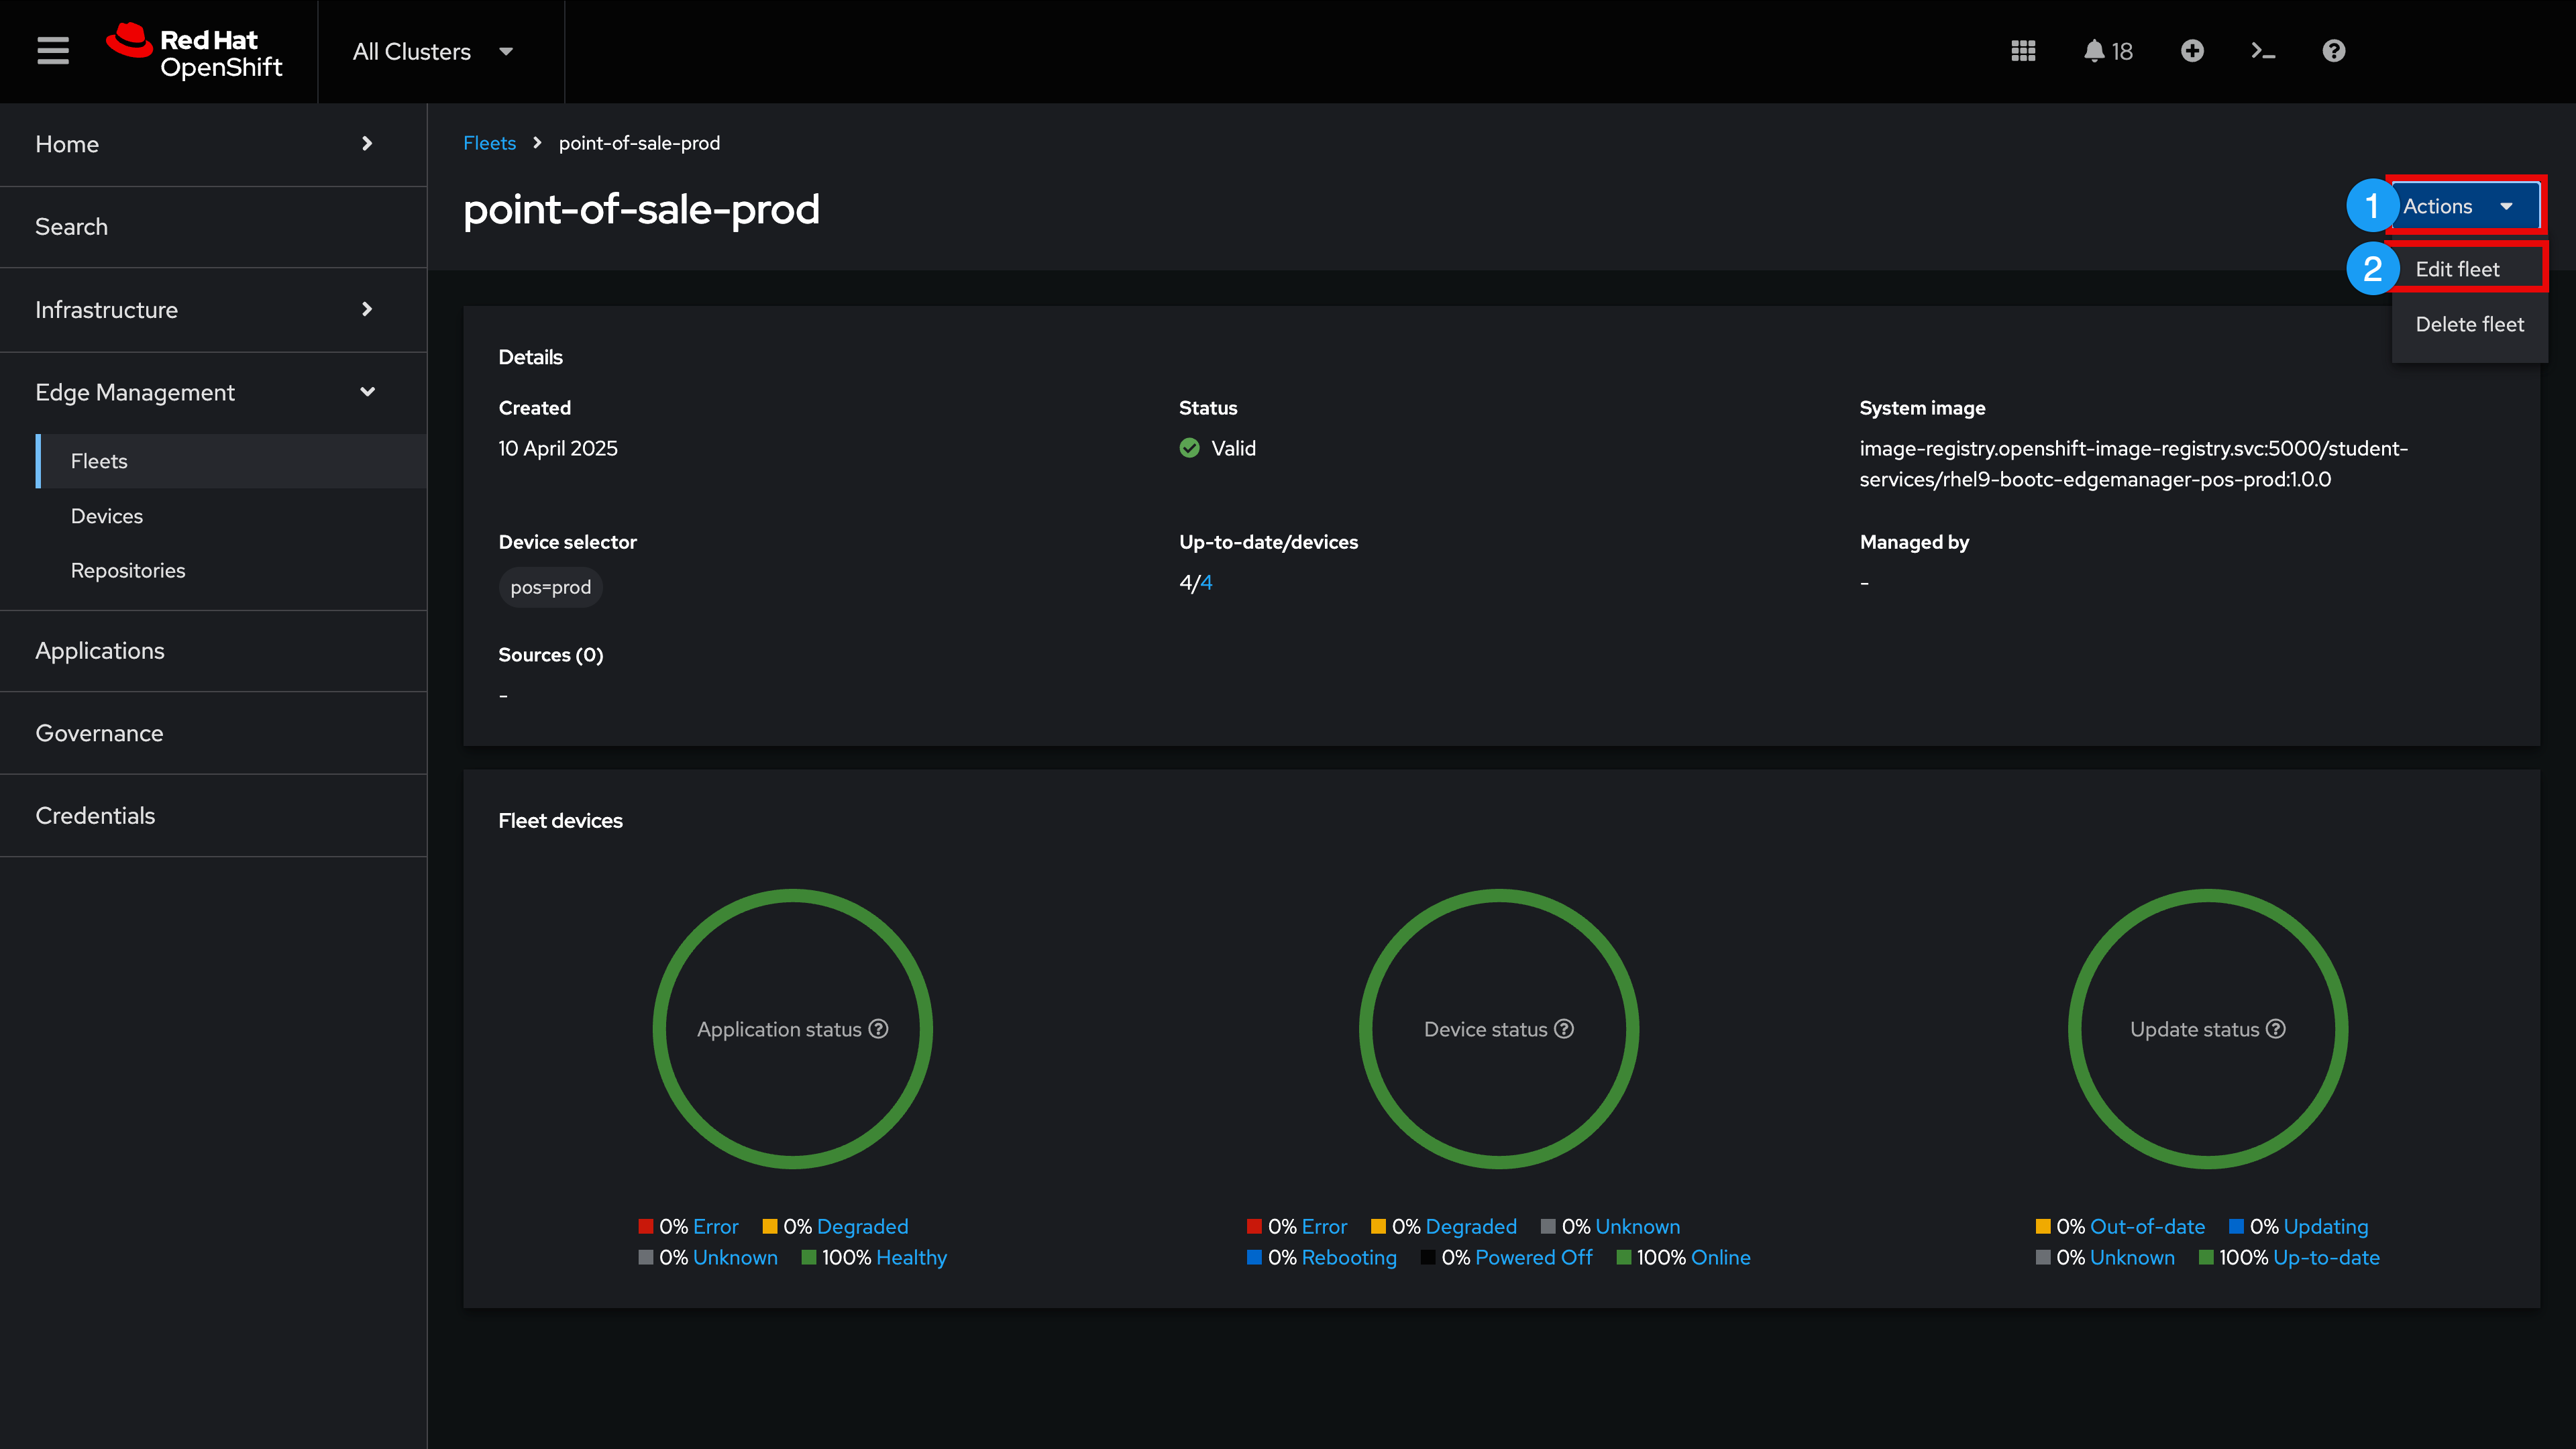 Red Hat
OpenShift
All Clusters
18
Home
Search
Infrastructure
Edge Management
Fleets
Devices
Repositories
Applications
Governance
Credentials
Fleets > point-of-sale-prod
point-of-sale-prod
1 Actions
2 Edit fleet
Delete fleet
Details
Created
10 April 2025
Status
Valid
System image
image-registry.openshift-image-registry.svc:5000/student-
services/rhel9-bootc-edgemanager-pos-prod:1.0.0
Device selector
pos=prod
Up-to-date/devices
4/4
Managed by
-
Sources (0)
-
Fleet devices
Application status
0% Error 0% Degraded
0% Unknown 100% Healthy
Device status
0% Error 0% Degraded 0% Unknown
0% Rebooting 0% Powered Off 100% Online
Update status
0% Out-of-date 0% Updating
0% Unknown 100% Up-to-date